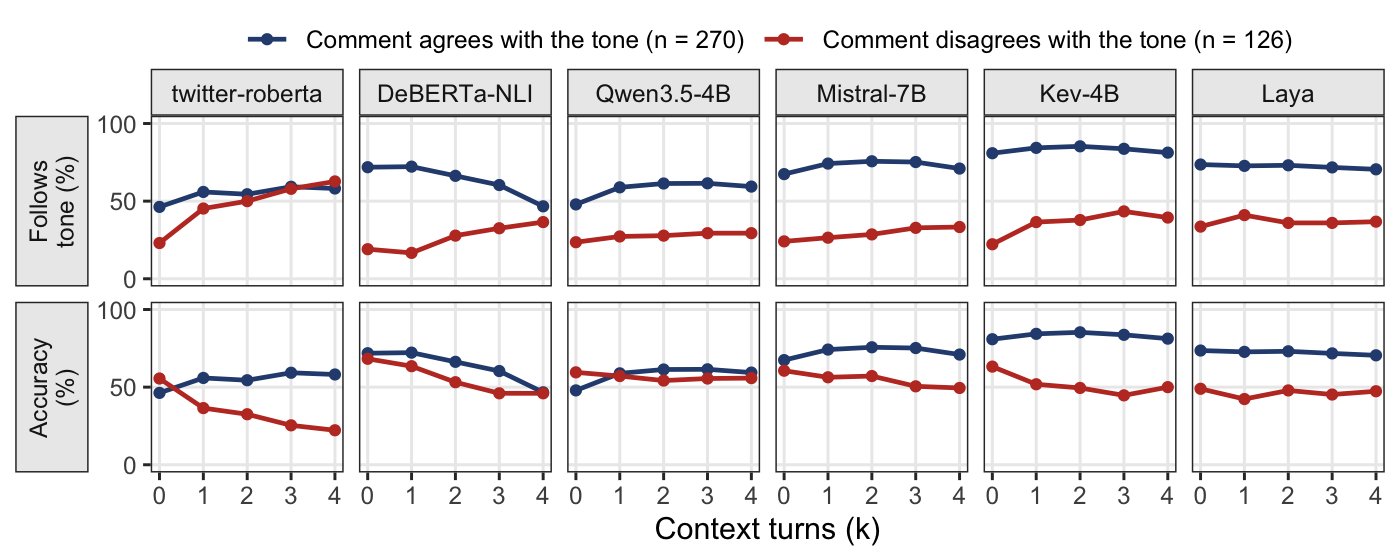 Comment agrees with the tone (n = 270) Comment disagrees with the tone (n = 126)
twitter-roberta DeBERTa-NLI Qwen3.5-4B Mistral-7B Kev-4B Laya
Follows
tone (%)
100
50
0
Accuracy
(%)
100
50
0
0 1 2 3 4 0 1 2 3 4 0 1 2 3 4 0 1 2 3 4 0 1 2 3 4 0 1 2 3 4
Context turns (k)